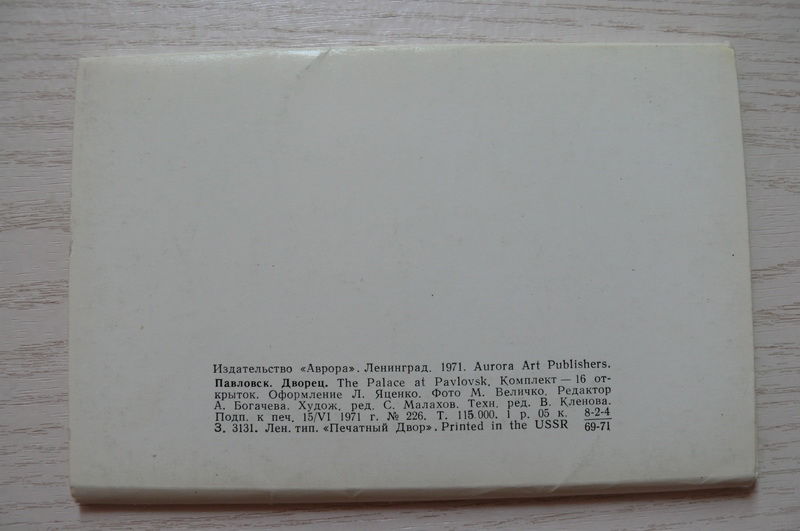 Издательство «Аврора». Ленинград. 1971. Aurora Art Publishers.
Павловск. Дворец. The Palace at Pavlovsk. Комплект — 16 от-
крыток. Оформление Л. Яценко. Фото М. Величко. Редактор
А. Богачева. Худож. ред. С. Малахов. Техн. ред. В. Кленова.
Подп. к печ. 15/VI 1971 г. № 226. Т. 115.000. 1 р. 05 к. 8-2-4
З. 3131. Лен. тип. «Печатный Двор». Printed in the USSR 69-71